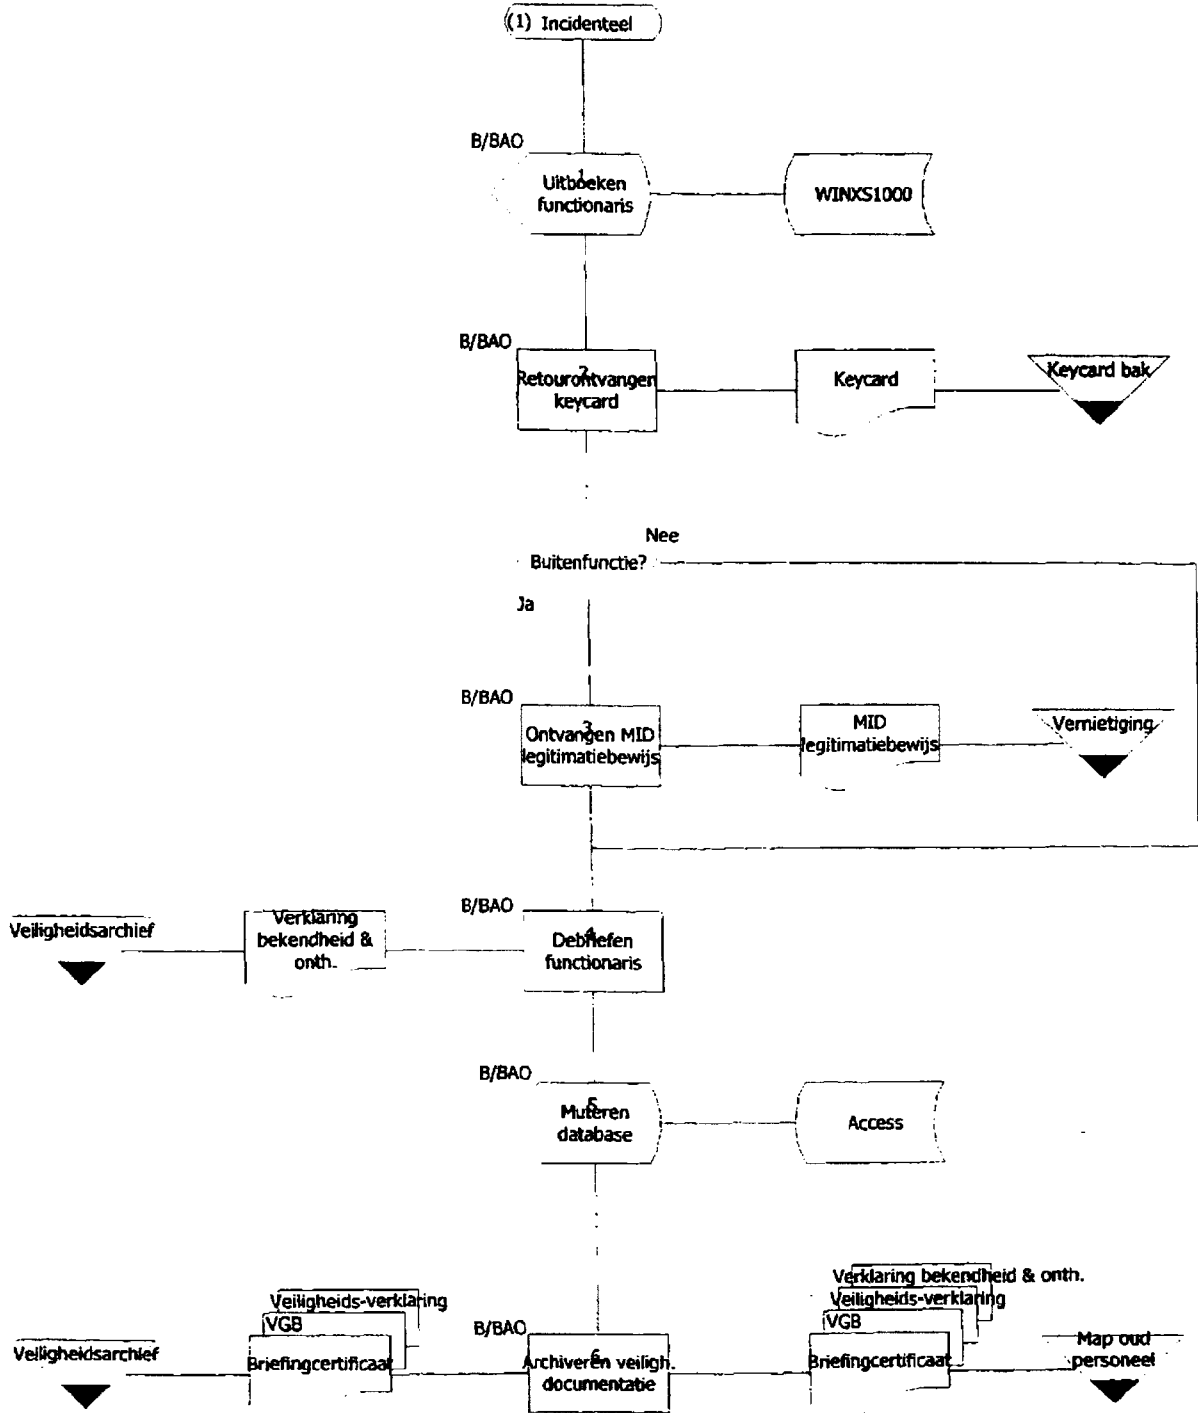 (1) Incidenteel
B/BAO
1
Uitboeken
functionaris
WINXS1000
B/BAO
2
Retourontvangen
keycard
Keycard
Keycard bak
Nee
Buitenfunctie?
Ja
B/BAO
3
Ontvangen MID
legitimatiebewijs
MID
legitimatiebewijs
Vernietiging
B/BAO
4
Debriefen
functionaris
Verklaring
bekendheid &
onth.
Veiligheidsarchief
B/BAO
5
Muteren
database
Access
B/BAO
6
Archiveren veiligh.
documentatie
Veiligheids-verklaring
VGB
Briefingcertificaat
Veiligheidsarchief
Verklaring bekendheid & onth.
Veiligheids-verklaring
VGB
Briefingcertificaat
Map oud
personeel